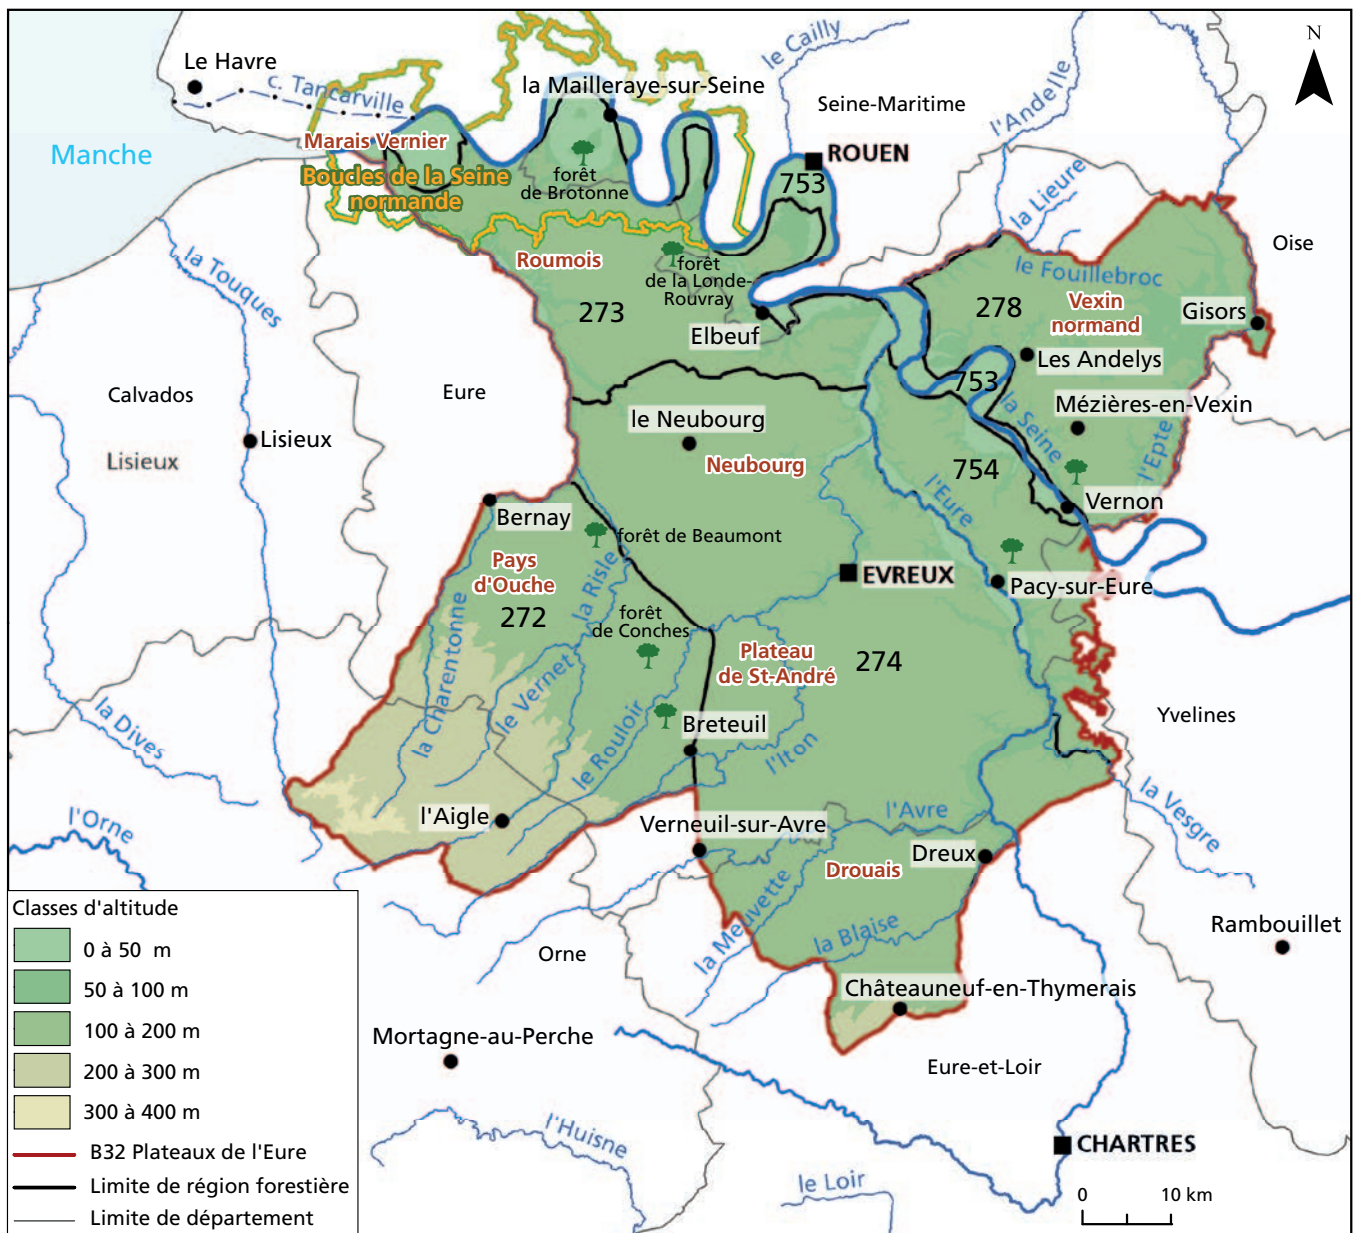 N
Le Havre
c. Tancarville
la Mailleraye-sur-Seine
le Cailly
Seine-Maritime
l'Andelle
Manche
Marais Vernier
Boucles de la Seine
normande
forêt
de Brotonne
ROUEN
753
la Lieure
Oise
la Touques
Roumois
forêt
de la Londe-
Rouvray
le Fouillebroc
273
278
Vexin
normand
Gisors
Elbeuf
Les Andelys
Calvados
Eure
753
Mézières-en-Vexin
Lisieux
Lisieux
le Neubourg
la Seine
l'Epte
Neubourg
754
l'Eure
Vernon
Bernay
forêt de Beaumont
Pays
d'Ouche
la Risle
EVREUX
Pacy-sur-Eure
272
forêt
de Conches
la Charentonne
le Vernet
Plateau
de St-André
274
la Dives
le Rouloir
Breteuil
l'Iton
Yvelines
l'Orne
l'Aigle
Verneuil-sur-Avre
l'Avre
la Vesgre
Drouais
Dreux
la Meuvette
la Blaise
Rambouillet
Orne
Châteauneuf-en-Thymerais
Mortagne-au-Perche
Eure-et-Loir
l'Huisne
CHARTRES
le Loir
0 10 km
Classes d'altitude
0 à 50 m
50 à 100 m
100 à 200 m
200 à 300 m
300 à 400 m
B32 Plateaux de l'Eure
Limite de région forestière
Limite de département